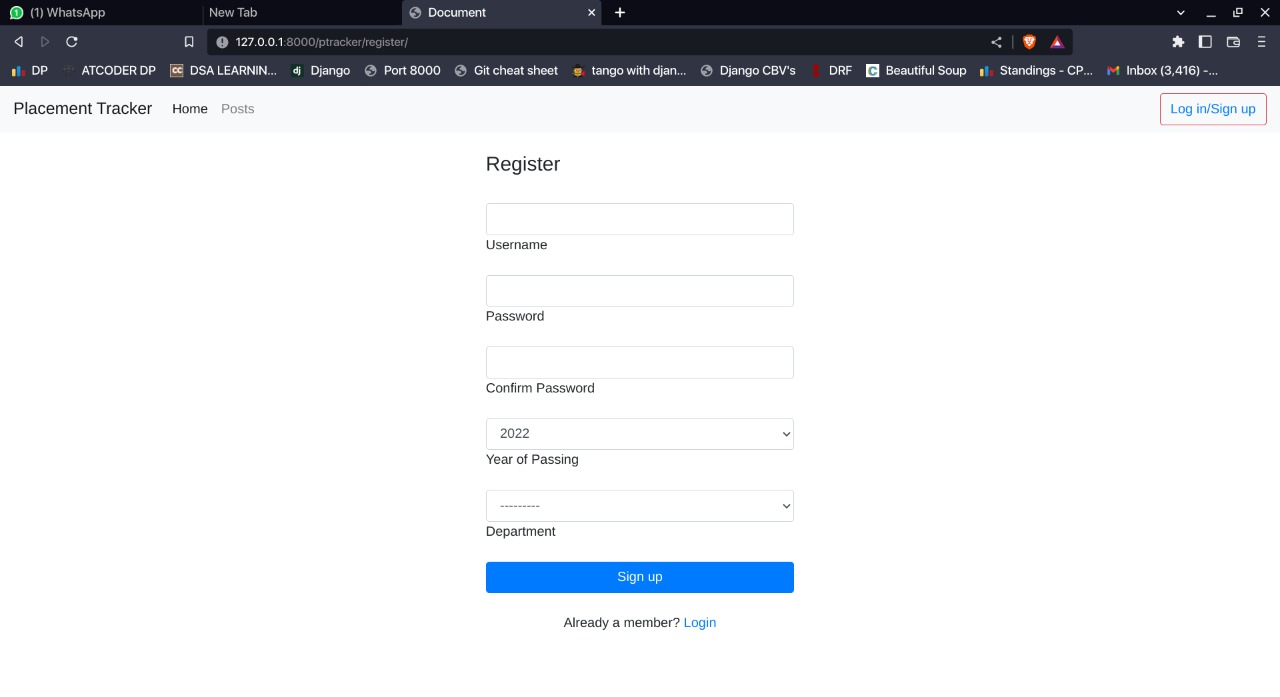 (1) WhatsApp New Tab Document
127.0.0.1:8000/ptracker/register/
DP ATCODER DP DSA LEARNIN... Django Port 8000 Git cheat sheet tango with djan... Django CBV's DRF Beautiful Soup Standings - CP... Inbox (3,416) -...
Placement Tracker Home Posts Log in/Sign up
Register
Username
Password
Confirm Password
2022
Year of Passing
---------
Department
Sign up
Already a member? Login